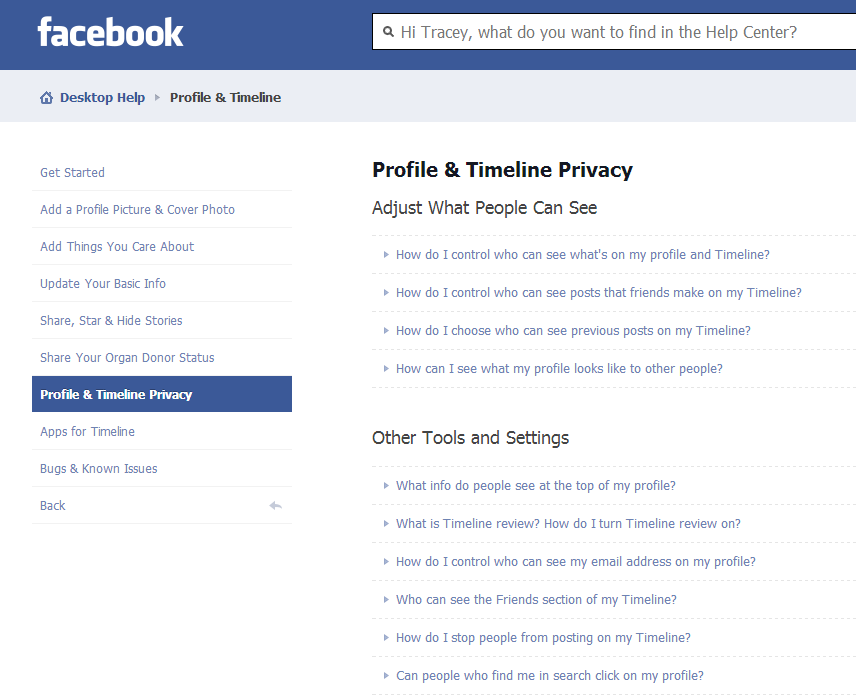 facebook
Hi Tracey, what do you want to find in the Help Center?
Desktop Help
Profile & Timeline
Get Started
Add a Profile Picture & Cover Photo
Add Things You Care About
Update Your Basic Info
Share, Star & Hide Stories
Share Your Organ Donor Status
Profile & Timeline Privacy
Apps for Timeline
Bugs & Known Issues
Back
Profile & Timeline Privacy
Adjust What People Can See
How do I control who can see what's on my profile and Timeline?
How do I control who can see posts that friends make on my Timeline?
How do I choose who can see previous posts on my Timeline?
How can I see what my profile looks like to other people?
Other Tools and Settings
What info do people see at the top of my profile?
What is Timeline review? How do I turn Timeline review on?
How do I control who can see my email address on my profile?
Who can see the Friends section of my Timeline?
How do I stop people from posting on my Timeline?
Can people who find me in search click on my profile?